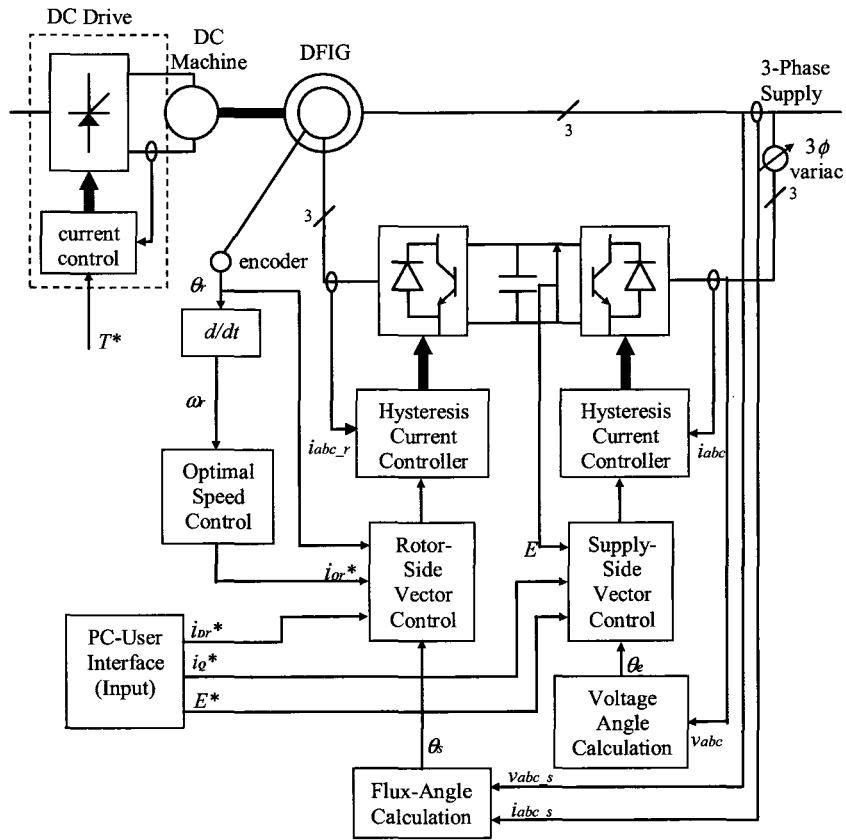 DC Drive
DC
Machine
DFIG
3-Phase
Supply
3
3ϕ
variac
3
3
current
control
encoder
θr
d/dt
T*
ωr
Hysteresis
Current
Controller
Hysteresis
Current
Controller
iabc_r
iabc
Optimal
Speed
Control
Rotor-
Side
Vector
Control
E
Supply-
Side
Vector
Control
iQr*
PC-User
Interface
(Input)
iDr*
iQ*
E*
θe
Voltage
Angle
Calculation
vabc
θs
Flux-Angle
Calculation
vabc_s
iabc_s